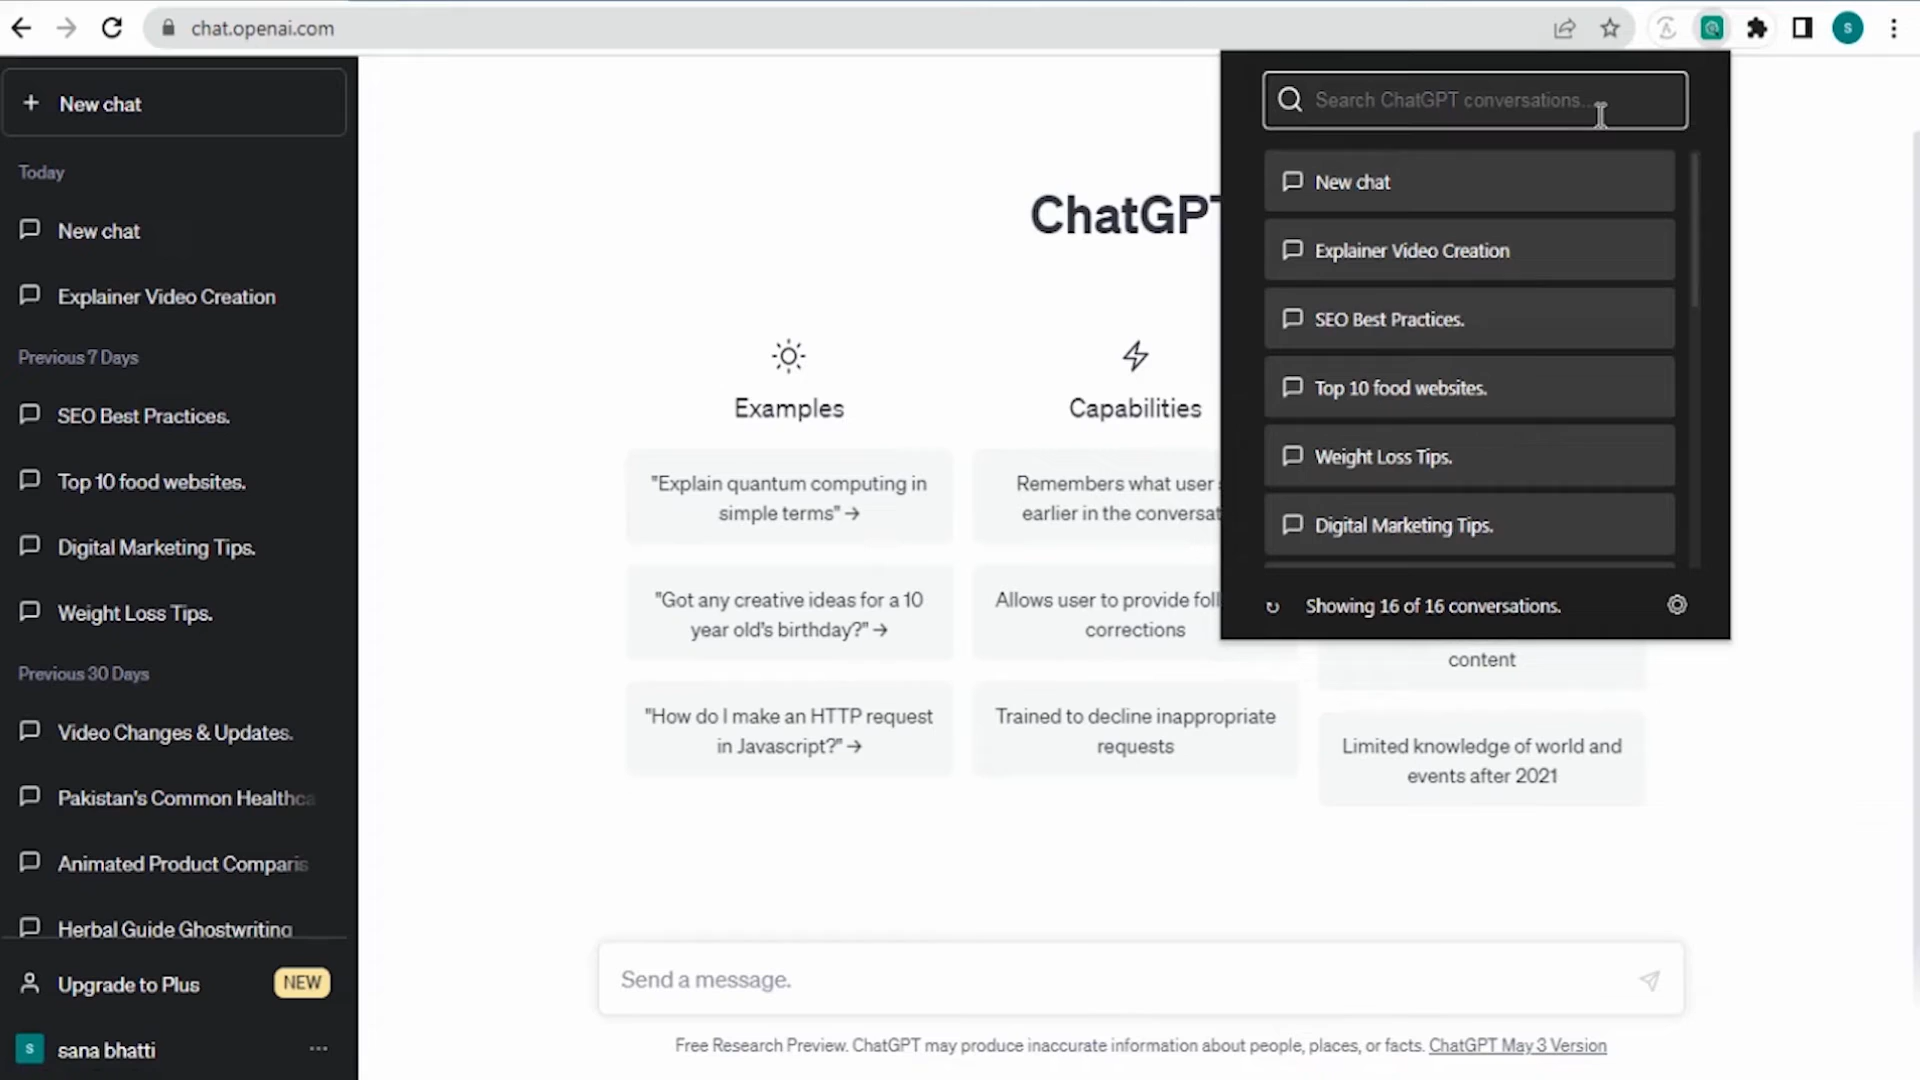 chat.openai.com
S
New chat
Today
New chat
Explainer Video Creation
Previous 7 Days
SEO Best Practices.
Top 10 food websites.
Digital Marketing Tips.
Weight Loss Tips.
Previous 30 Days
Video Changes & Updates.
Pakistan's Common Healthca
Animated Product Comparis
Herbal Guide Ghostwriting
Upgrade to Plus NEW
s sana bhatti
ChatGPT
Examples
"Explain quantum computing in
simple terms" →
"Got any creative ideas for a 10
year old's birthday?" →
"How do I make an HTTP request
in Javascript?" →
Capabilities
Remembers what user
earlier in the conversat
Allows user to provide foll
corrections
Trained to decline inappropriate
requests
content
Limited knowledge of world and
events after 2021
Send a message.
Free Research Preview. ChatGPT may produce inaccurate information about people, places, or facts. ChatGPT May 3 Version
Search ChatGPT conversations...
New chat
Explainer Video Creation
SEO Best Practices.
Top 10 food websites.
Weight Loss Tips.
Digital Marketing Tips.
Showing 16 of 16 conversations.